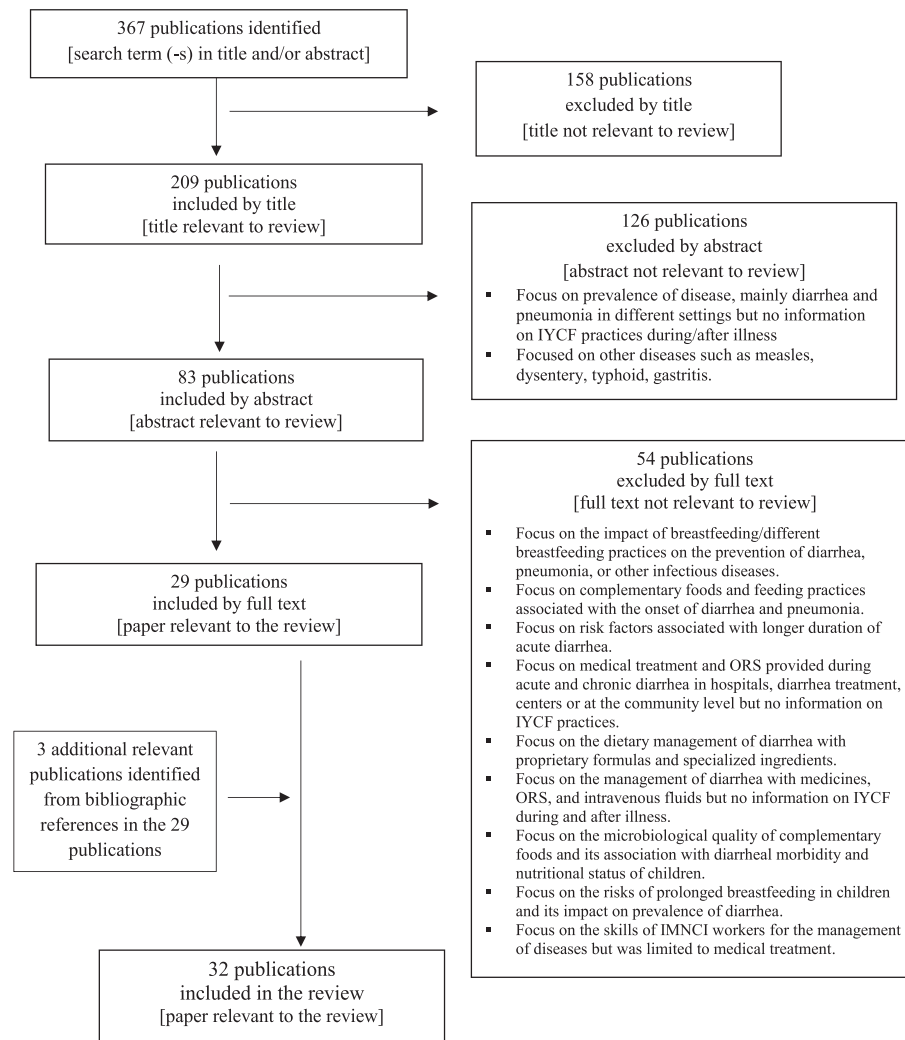 367 publications identified
[search term (-s) in title and/or abstract]
158 publications
excluded by title
[title not relevant to review]
209 publications
included by title
[title relevant to review]
126 publications
excluded by abstract
[abstract not relevant to review]
▪ Focus on prevalence of disease, mainly diarrhea and
pneumonia in different settings but no information
on IYCF practices during/after illness
▪ Focused on other diseases such as measles,
dysentery, typhoid, gastritis.
83 publications
included by abstract
[abstract relevant to review]
54 publications
excluded by full text
[full text not relevant to review]
▪ Focus on the impact of breastfeeding/different
breastfeeding practices on the prevention of diarrhea,
pneumonia, or other infectious diseases.
▪ Focus on complementary foods and feeding practices
associated with the onset of diarrhea and pneumonia.
▪ Focus on risk factors associated with longer duration of
acute diarrhea.
▪ Focus on medical treatment and ORS provided during
acute and chronic diarrhea in hospitals, diarrhea treatment,
centers or at the community level but no information on
IYCF practices.
▪ Focus on the dietary management of diarrhea with
proprietary formulas and specialized ingredients.
▪ Focus on the management of diarrhea with medicines,
ORS, and intravenous fluids but no information on IYCF
during and after illness.
▪ Focus on the microbiological quality of complementary
foods and its association with diarrheal morbidity and
nutritional status of children.
▪ Focus on the risks of prolonged breastfeeding in children
and its impact on prevalence of diarrhea.
▪ Focus on the skills of IMNCI workers for the management
of diseases but was limited to medical treatment.
29 publications
included by full text
[paper relevant to the review]
3 additional relevant
publications identified
from bibliographic
references in the 29
publications
32 publications
included in the review
[paper relevant to the review]